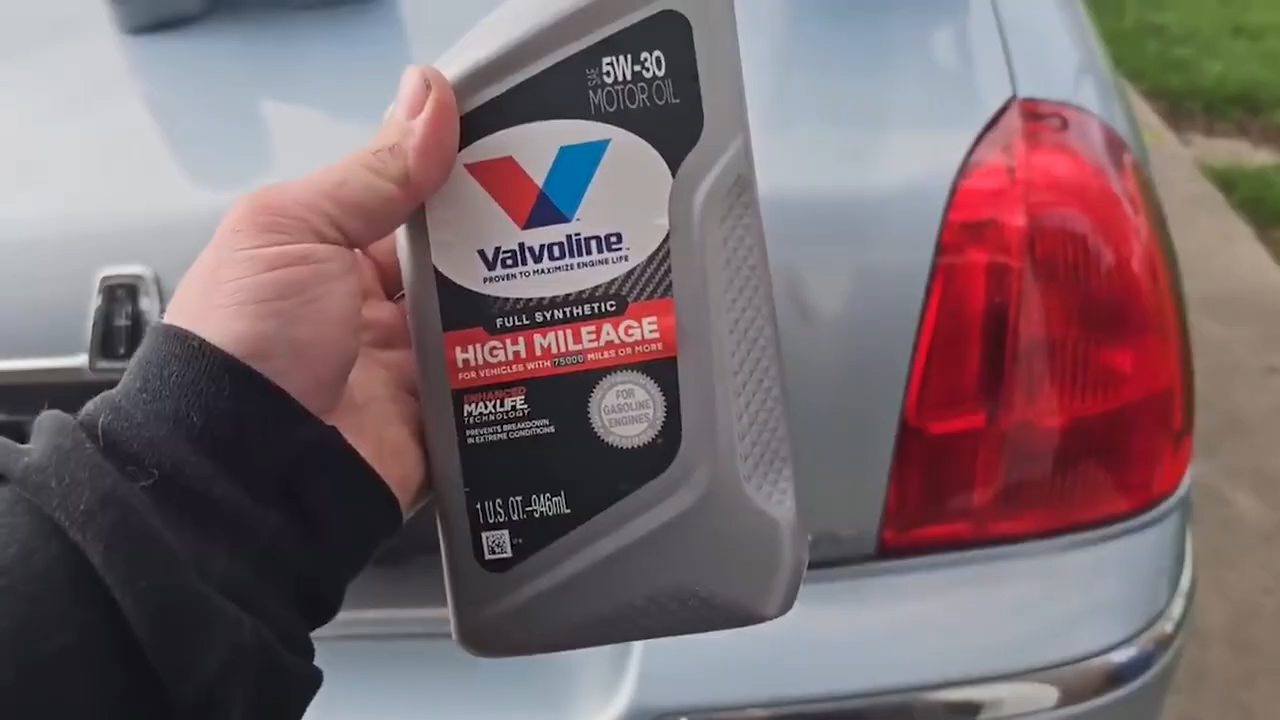 SAE 5W-30
MOTOR OIL
Valvoline™
PROVEN TO MAXIMIZE ENGINE LIFE
FULL SYNTHETIC
HIGH MILEAGE
FOR VEHICLES WITH 75000 MILES OR MORE
ENHANCED
MAXLIFE
TECHNOLOGY
PREVENTS BREAKDOWN
IN EXTREME CONDITIONS
FOR
GASOLINE
ENGINES
1 U.S. QT.–946mL